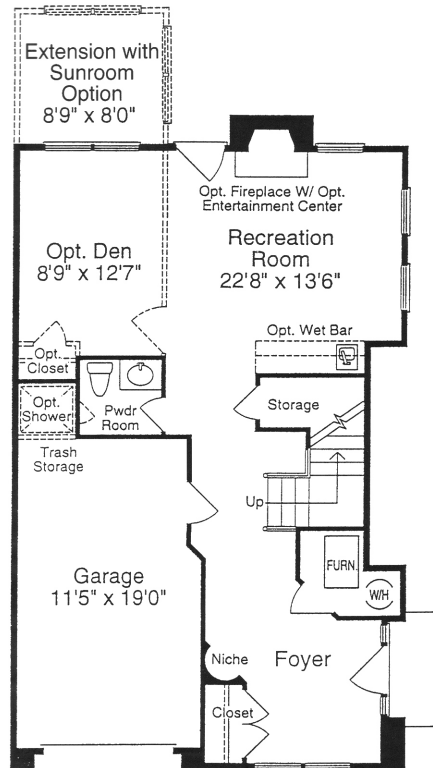 Extension with
Sunroom
Option
8'9" x 8'0"
Opt. Fireplace W/ Opt.
Entertainment Center
Opt. Den
8'9" x 12'7"
Recreation
Room
22'8" x 13'6"
Opt. Wet Bar
Opt.
Closet
Opt.
Shower
Pwdr
Room
Storage
Trash
Storage
Up
FURN.
W/H
Garage
11'5" x 19'0"
Niche
Foyer
Closet